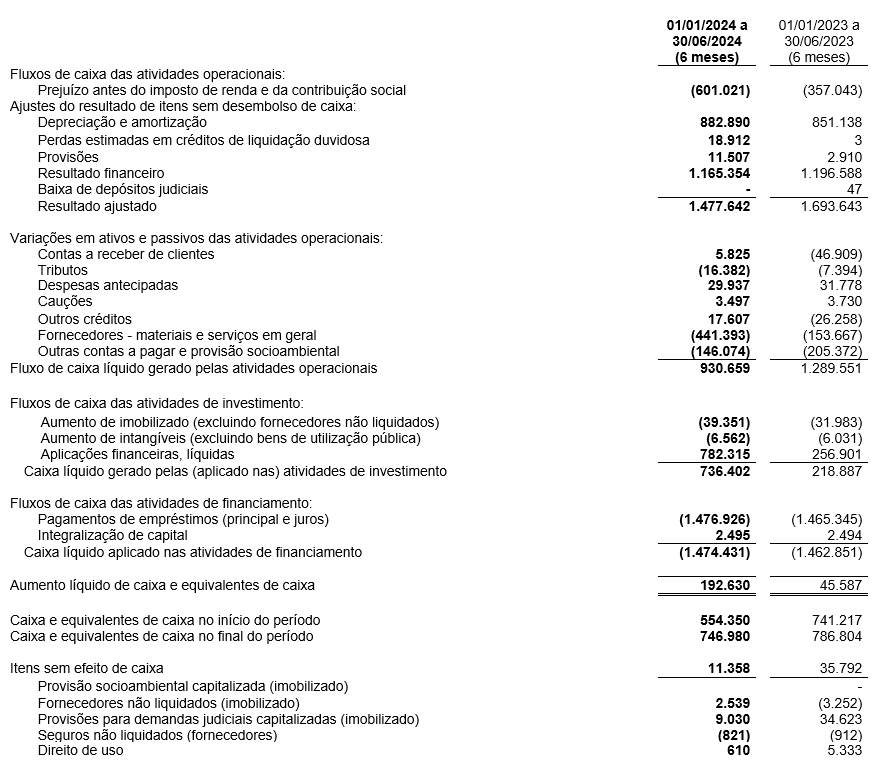 01/01/2024 a 01/01/2023 a
30/06/2024 30/06/2023
(6 meses) (6 meses)
Fluxos de caixa das atividades operacionais:
Prejuízo antes do imposto de renda e da contribuição social (601.021) (357.043)
Ajustes do resultado de itens sem desembolso de caixa:
Depreciação e amortização 882.890 851.138
Perdas estimadas em créditos de liquidação duvidosa 18.912 3
Provisões 11.507 2.910
Resultado financeiro 1.165.354 1.196.588
Baixa de depósitos judiciais - 47
Resultado ajustado 1.477.642 1.693.643
Variações em ativos e passivos das atividades operacionais:
Contas a receber de clientes 5.825 (46.909)
Tributos (16.382) (7.394)
Despesas antecipadas 29.937 31.778
Cauções 3.497 3.730
Outros créditos 17.607 (26.258)
Fornecedores - materiais e serviços em geral (441.393) (153.667)
Outras contas a pagar e provisão socioambiental (146.074) (205.372)
Fluxo de caixa líquido gerado pelas atividades operacionais 930.659 1.289.551
Fluxos de caixa das atividades de investimento:
Aumento de imobilizado (excluindo fornecedores não liquidados) (39.351) (31.983)
Aumento de intangíveis (excluindo bens de utilização pública) (6.562) (6.031)
Aplicações financeiras, líquidas 782.315 256.901
Caixa líquido gerado pelas (aplicado nas) atividades de investimento 736.402 218.887
Fluxos de caixa das atividades de financiamento:
Pagamentos de empréstimos (principal e juros) (1.476.926) (1.465.345)
Integralização de capital 2.495 2.494
Caixa líquido aplicado nas atividades de financiamento (1.474.431) (1.462.851)
Aumento líquido de caixa e equivalentes de caixa 192.630 45.587
Caixa e equivalentes de caixa no início do período 554.350 741.217
Caixa e equivalentes de caixa no final do período 746.980 786.804
Itens sem efeito de caixa 11.358 35.792
Provisão socioambiental capitalizada (imobilizado) -
Fornecedores não liquidados (imobilizado) 2.539 (3.252)
Provisões para demandas judiciais capitalizadas (imobilizado) 9.030 34.623
Seguros não liquidados (fornecedores) (821) (912)
Direito de uso 610 5.333